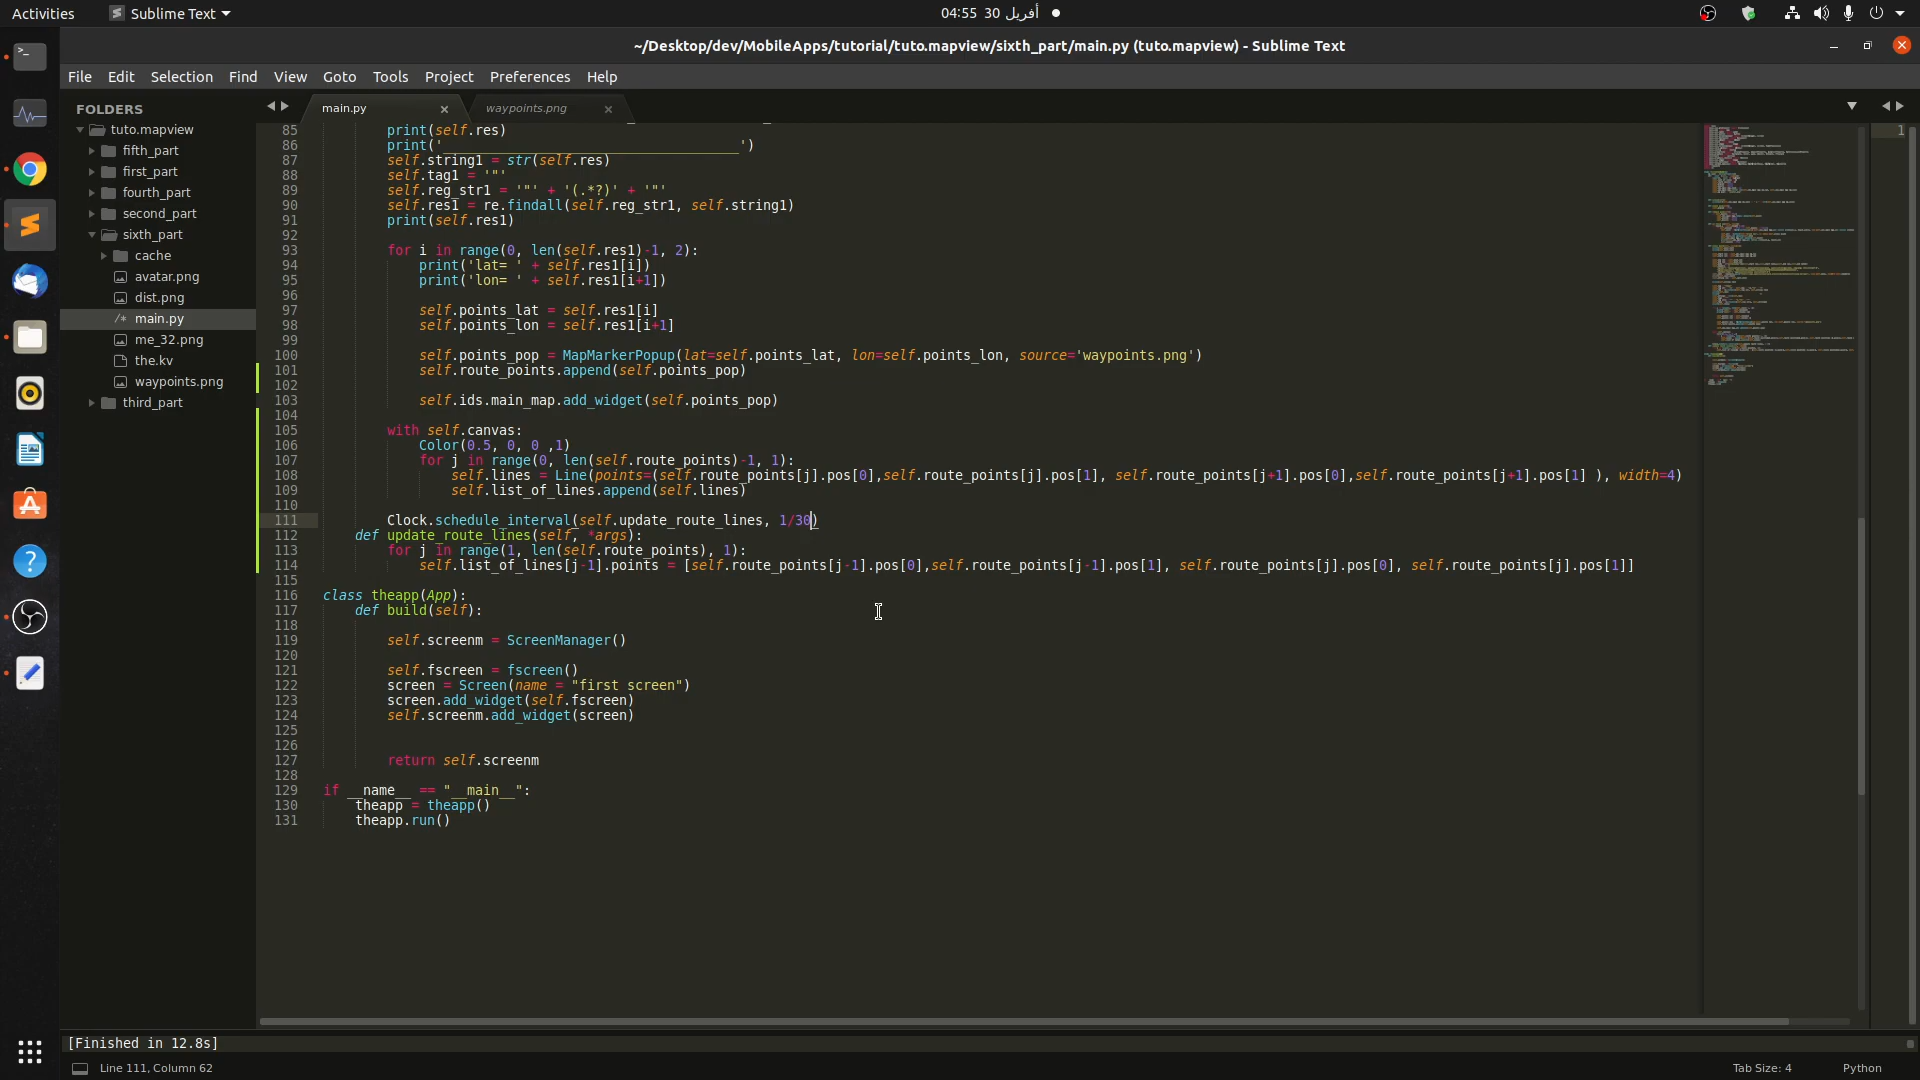 Activities
Sublime Text
04:55 30 أفريل
~/Desktop/dev/MobileApps/tutorial/tuto.mapview/sixth_part/main.py (tuto.mapview) - Sublime Text
File Edit Selection Find View Goto Tools Project Preferences Help
FOLDERS
tuto.mapview
fifth_part
first_part
fourth_part
second_part
sixth_part
cache
avatar.png
dist.png
/* main.py
me_32.png
the.kv
waypoints.png
third_part
main.py
waypoints.png
85 print(self.res)
86 print('_____________________________________')
87 self.string1 = str(self.res)
88 self.tag1 = '"'
89 self.reg_str1 = '"' + '(.*?)' + '"'
90 self.res1 = re.findall(self.reg_str1, self.string1)
91 print(self.res1)
92
93 for i in range(0, len(self.res1)-1, 2):
94 print('lat= ' + self.res1[i])
95 print('lon= ' + self.res1[i+1])
96
97 self.points_lat = self.res1[i]
98 self.points_lon = self.res1[i+1]
99
100 self.points_pop = MapMarkerPopup(lat=self.points_lat, lon=self.points_lon, source='waypoints.png')
101 self.route_points.append(self.points_pop)
102
103 self.ids.main_map.add_widget(self.points_pop)
104
105 with self.canvas:
106 Color(0.5, 0, 0 ,1)
107 for j in range(0, len(self.route_points)-1, 1):
108 self.lines = Line(points=(self.route_points[j].pos[0],self.route_points[j].pos[1], self.route_points[j+1].pos[0],self.route_points[j+1].pos[1] ), width=4)
109 self.list_of_lines.append(self.lines)
110
111 Clock.schedule_interval(self.update_route_lines, 1/30)
112 def update_route_lines(self, *args):
113 for j in range(1, len(self.route_points), 1):
114 self.list_of_lines[j-1].points = [self.route_points[j-1].pos[0],self.route_points[j-1].pos[1], self.route_points[j].pos[0], self.route_points[j].pos[1]]
115
116 class theapp(App):
117 def build(self):
118
119 self.screenm = ScreenManager()
120
121 self.fscreen = fscreen()
122 screen = Screen(name = "first screen")
123 screen.add_widget(self.fscreen)
124 self.screenm.add_widget(screen)
125
126
127 return self.screenm
128
129 if __name__ == "__main__":
130 theapp = theapp()
131 theapp.run()
1
[Finished in 12.8s]
Line 111, Column 62
Tab Size: 4
Python